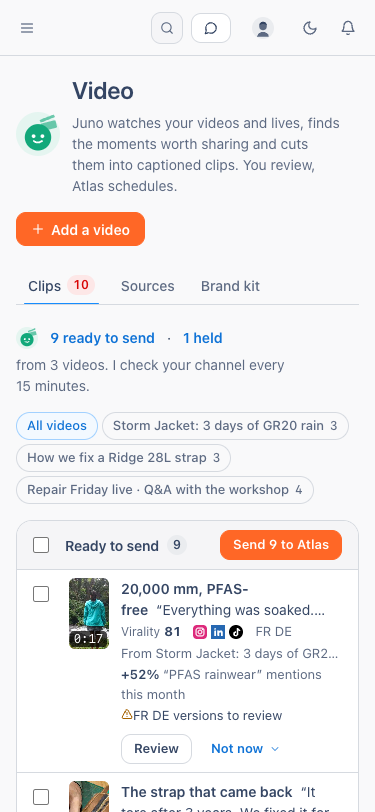 Video
Juno watches your videos and lives, finds
the moments worth sharing and cuts
them into captioned clips. You review,
Atlas schedules.
+ Add a video
Clips 10 Sources Brand kit
9 ready to send · 1 held
from 3 videos. I check your channel every
15 minutes.
All videos Storm Jacket: 3 days of GR20 rain 3
How we fix a Ridge 28L strap 3
Repair Friday live · Q&A with the workshop 4
Ready to send 9 Send 9 to Atlas
20,000 mm, PFAS-
free “Everything was soaked....
0:17
Virality 81 FR DE
From Storm Jacket: 3 days of GR2...
+52% “PFAS rainwear” mentions
this month
FR DE versions to review
Review Not now
The strap that came back “It
tore after 3 years. We fixed it for